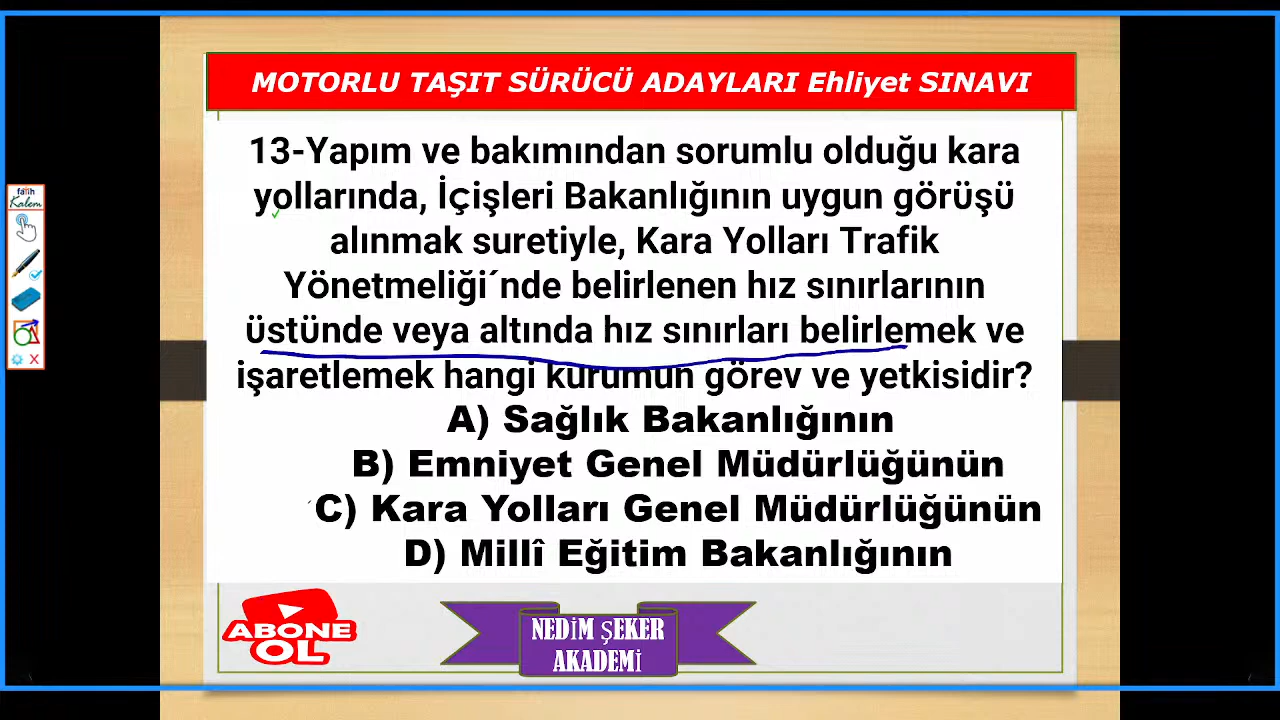 MOTORLU TAŞIT SÜRÜCÜ ADAYLARI Ehliyet SINAVI
13-Yapım ve bakımından sorumlu olduğu kara
yollarında, İçişleri Bakanlığının uygun görüşü
alınmak suretiyle, Kara Yolları Trafik
Yönetmeliği´nde belirlenen hız sınırlarının
üstünde veya altında hız sınırları belirlemek ve
işaretlemek hangi kurumun görev ve yetkisidir?
A) Sağlık Bakanlığının
B) Emniyet Genel Müdürlüğünün
C) Kara Yolları Genel Müdürlüğünün
D) Millî Eğitim Bakanlığının
fatih
Kalem
ABONE
OL
NEDİM ŞEKER
AKADEMİ